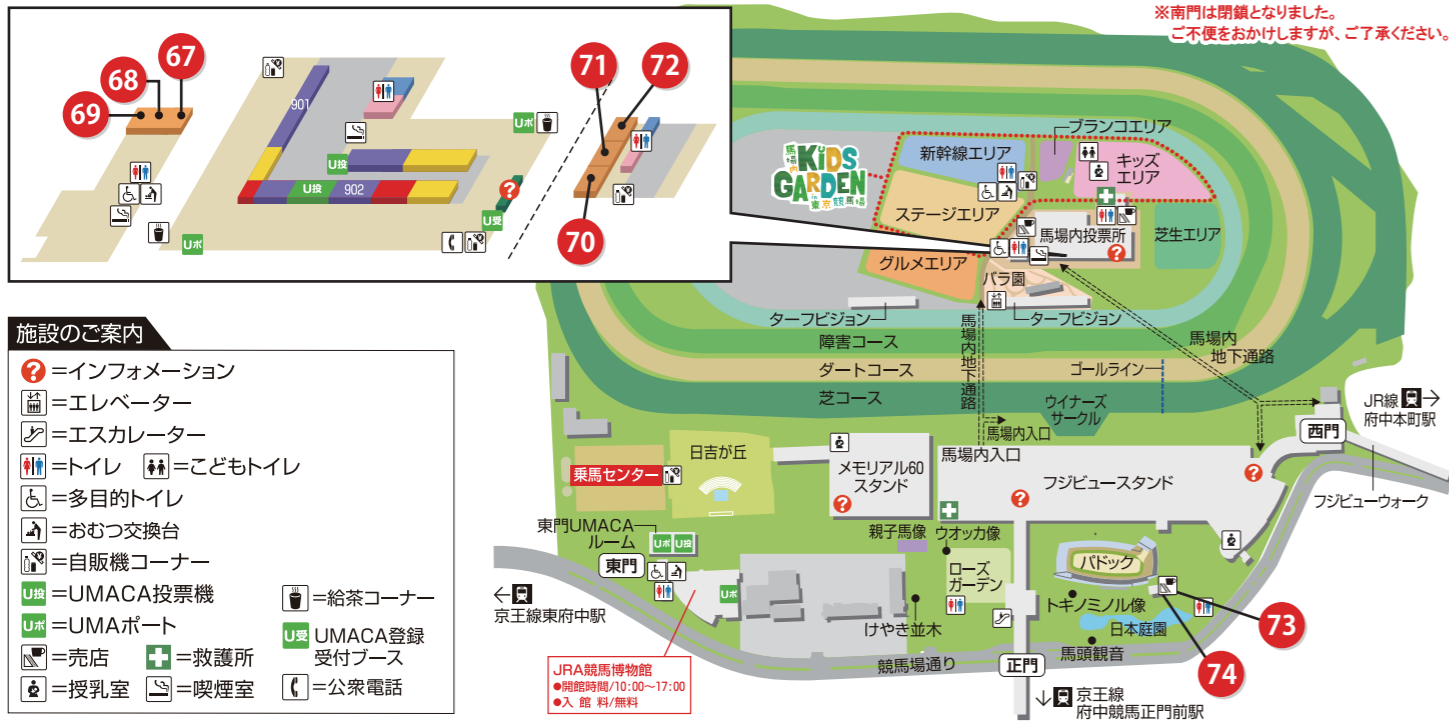 ※南門は閉鎖となりました。
ご不便をおかけしますが、ご了承ください。
67
68
69
71
72
70
901
902
U投
U投
Uポ
Uポ
U受
?
馬場内
KIDS
GARDEN
in
東京競馬場
新幹線エリア
ブランコエリア
キッズ
エリア
ステージエリア
馬場内投票所
芝生エリア
グルメエリア
バラ園
ターフビジョン
ターフビジョン
障害コース
ダートコース
芝コース
馬場内地下通路
ゴールライン
馬場内
地下通路
ウイナーズ
サークル
馬場内入口
馬場内入口
JR線
府中本町駅
西門
フジビューウォーク
フジビュースタンド
メモリアル60
スタンド
日吉が丘
乗馬センター
東門UMACA
ルーム
Uポ
U投
東門
Uポ
京王線東府中駅
親子馬像
ウオッカ像
ローズ
ガーデン
パドック
トキノミノル像
日本庭園
馬頭観音
けやき並木
競馬場通り
正門
京王線
府中競馬正門前駅
73
74
JRA競馬博物館
●開館時間/10:00〜17:00
●入 館 料/無料
施設のご案内
?=インフォメーション
=エレベーター
=エスカレーター
=トイレ =こどもトイレ
=多目的トイレ
=おむつ交換台
=自販機コーナー
U投=UMACA投票機
=給茶コーナー
Uポ=UMAポート
U受 UMACA登録
受付ブース
=売店 =救護所
=授乳室 =喫煙室 =公衆電話